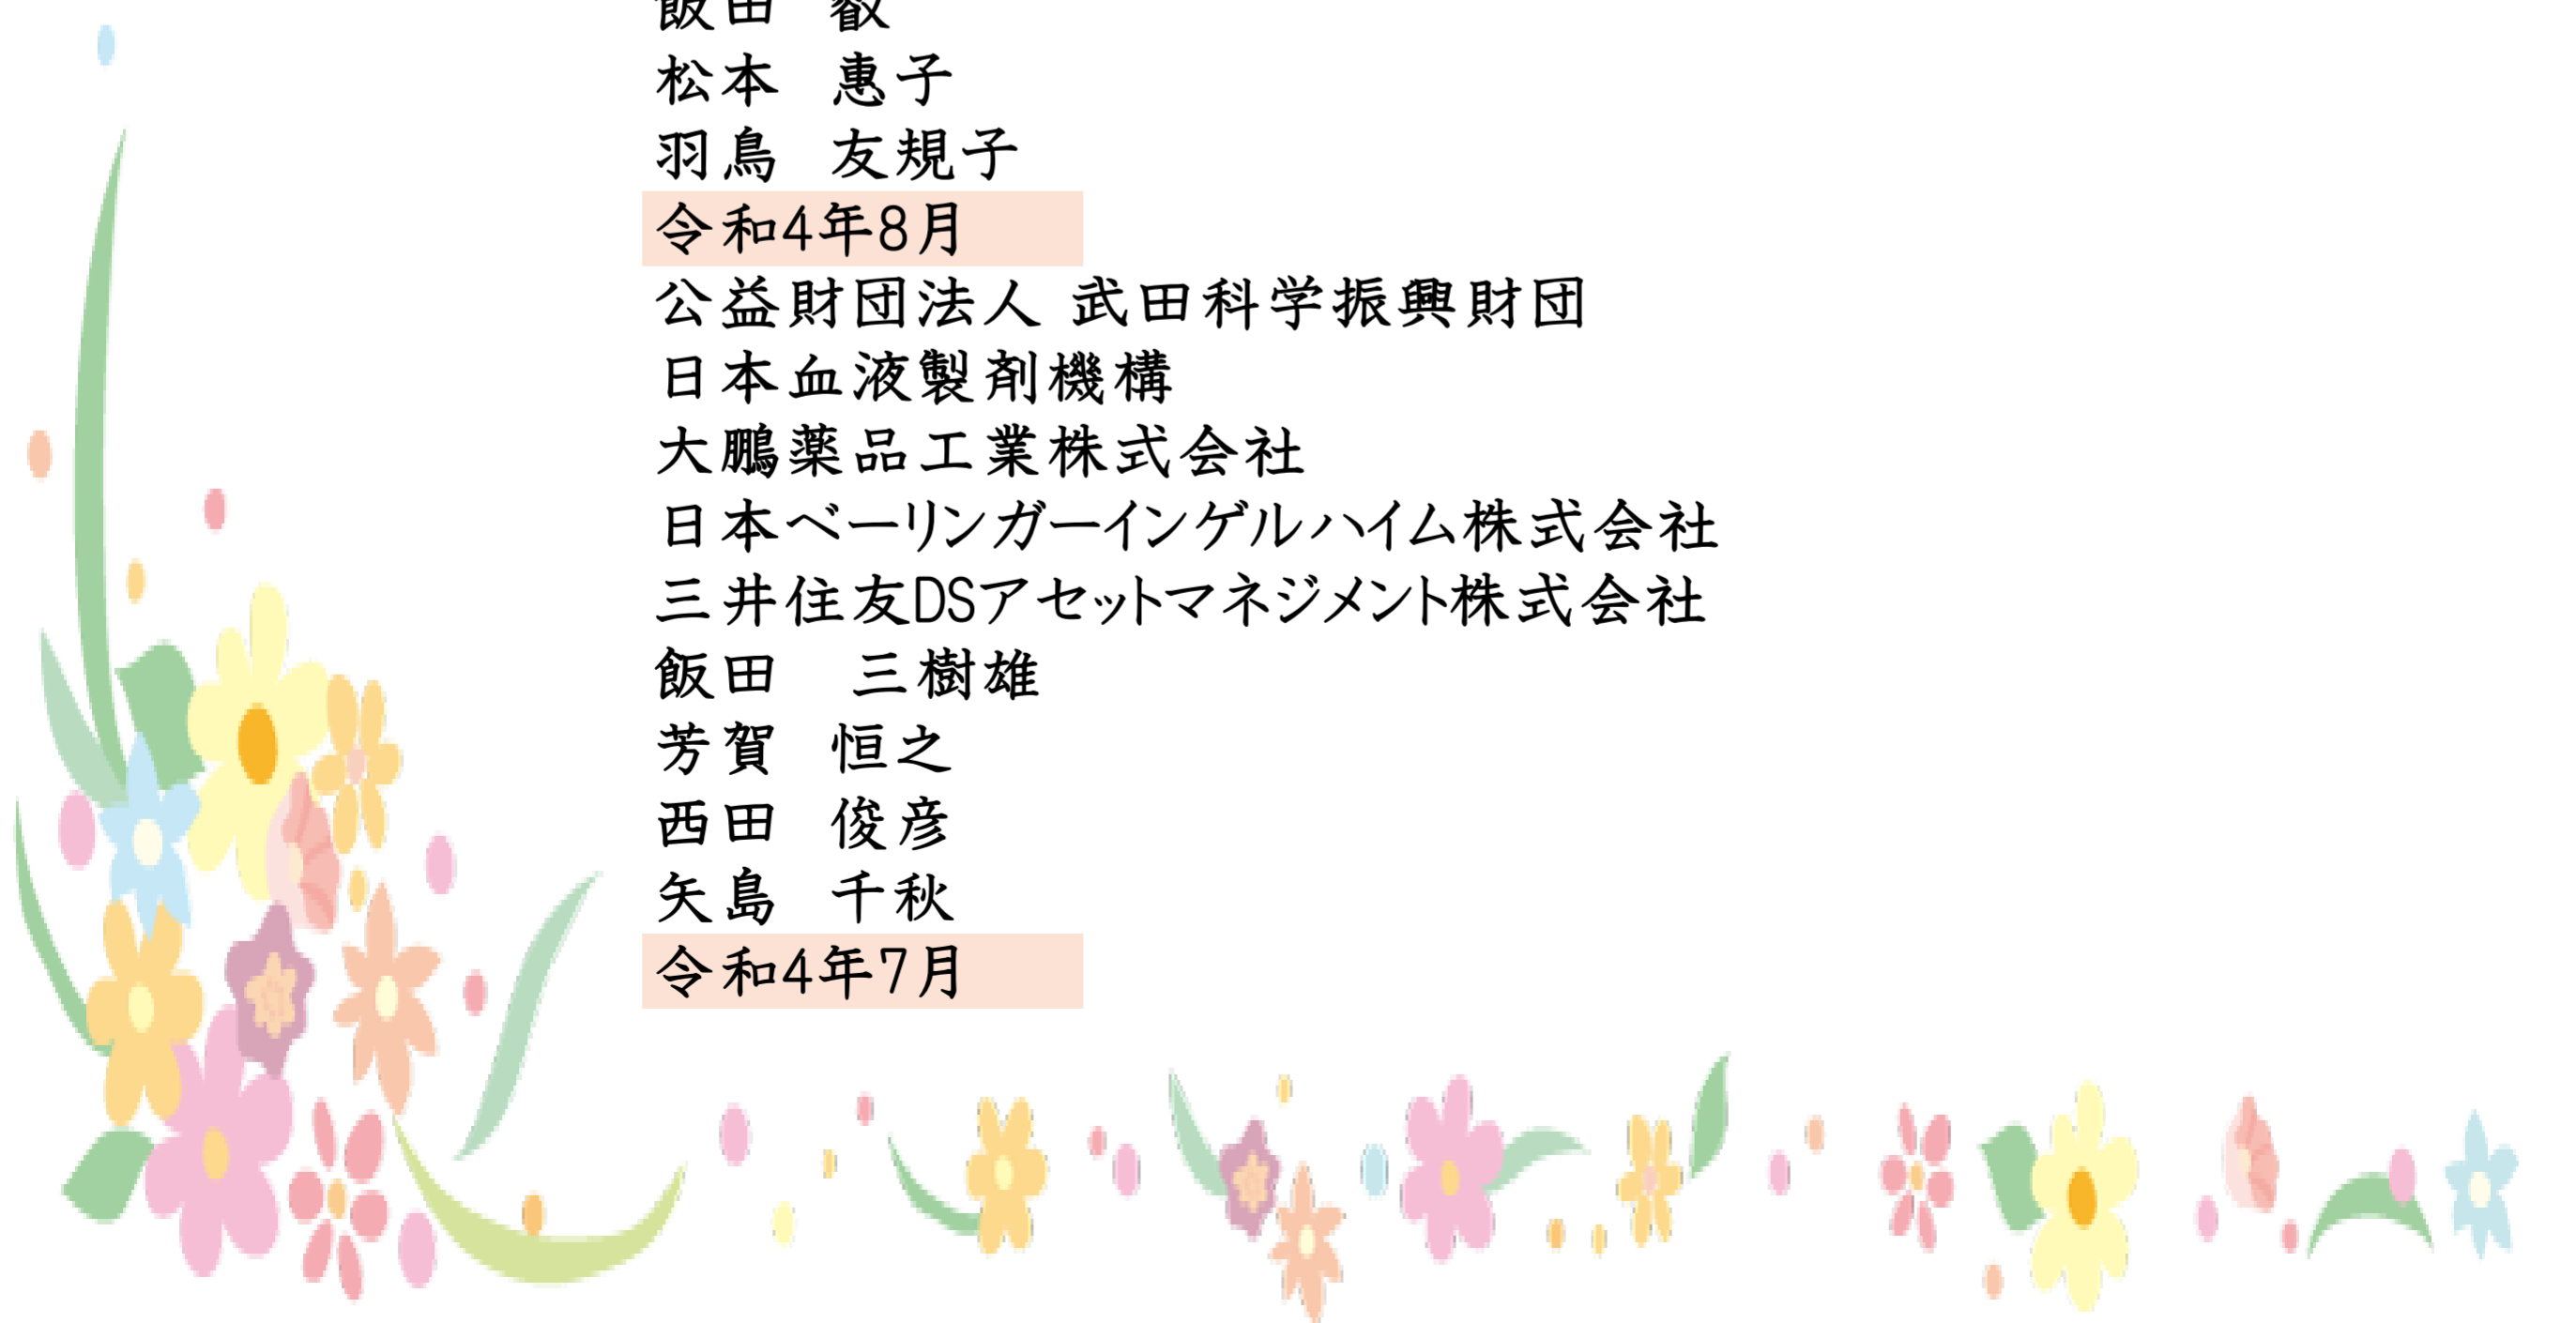 飯田　叡
松本　惠子
羽鳥　友規子
令和4年8月
公益財団法人 武田科学振興財団
日本血液製剤機構
大鵬薬品工業株式会社
日本ベーリンガーインゲルハイム株式会社
三井住友DSアセットマネジメント株式会社
飯田　三樹雄
芳賀　恒之
西田　俊彦
矢島　千秋
令和4年7月